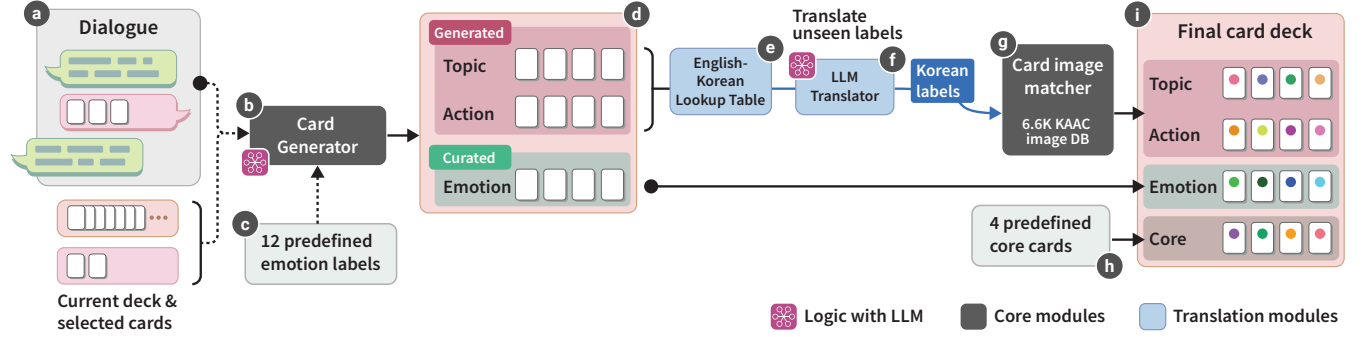 a
Dialogue
Current deck &
selected cards
b
Card
Generator
c
12 predefined
emotion labels
d
Generated
Topic
Action
Curated
Emotion
Translate
unseen labels
e
English-
Korean
Lookup Table
f
LLM
Translator
Korean
labels
g
Card image
matcher
6.6K KAAC
image DB
4 predefined
core cards
h
i
Final card deck
Topic
Action
Emotion
Core
Logic with LLM
Core modules
Translation modules